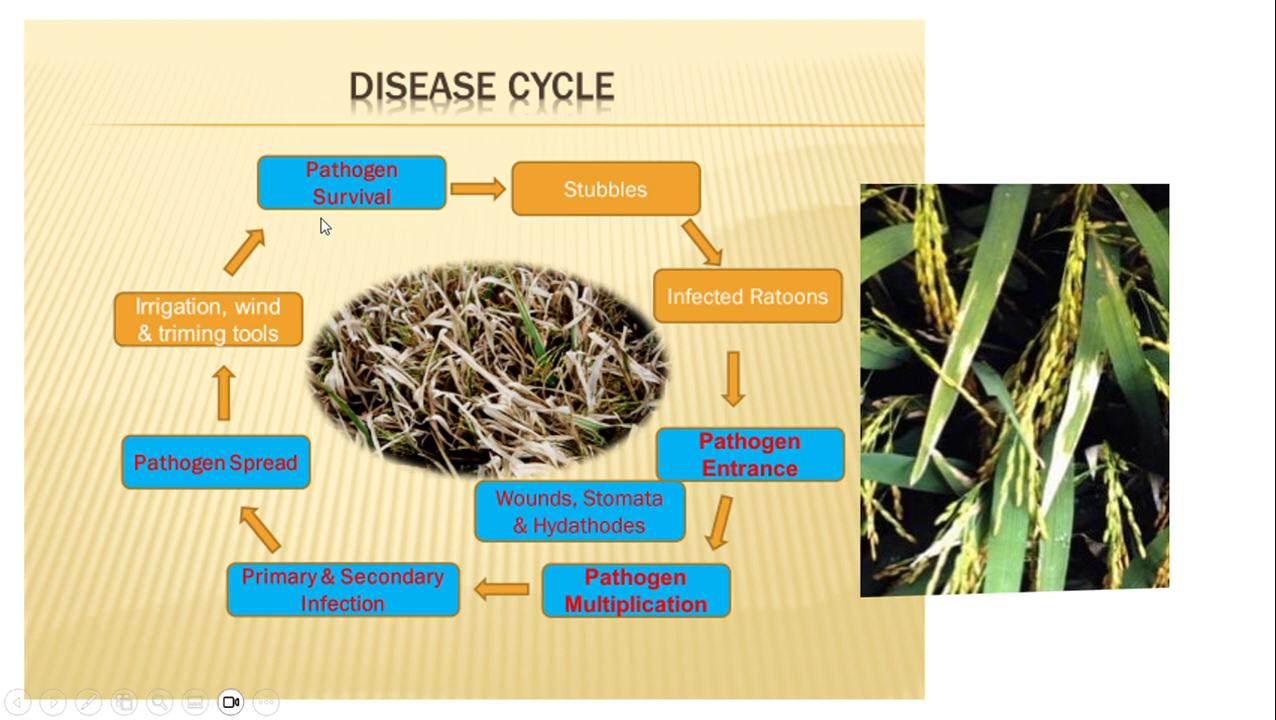 DISEASE CYCLE
Pathogen
Survival
Stubbles
Infected Ratoons
Pathogen
Entrance
Wounds, Stomata
& Hydathodes
Pathogen
Multiplication
Primary & Secondary
Infection
Pathogen Spread
Irrigation, wind
& triming tools